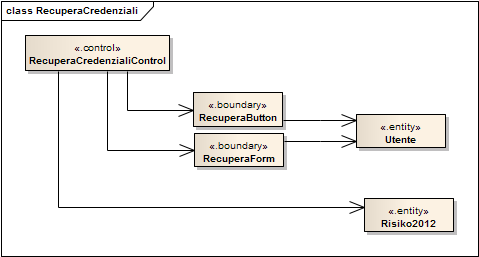 class RecuperaCredenziali
«.control»
RecuperaCredenzialiControl
«.boundary»
RecuperaButton
«.entity»
Utente
«.boundary»
RecuperaForm
«.entity»
Risiko2012